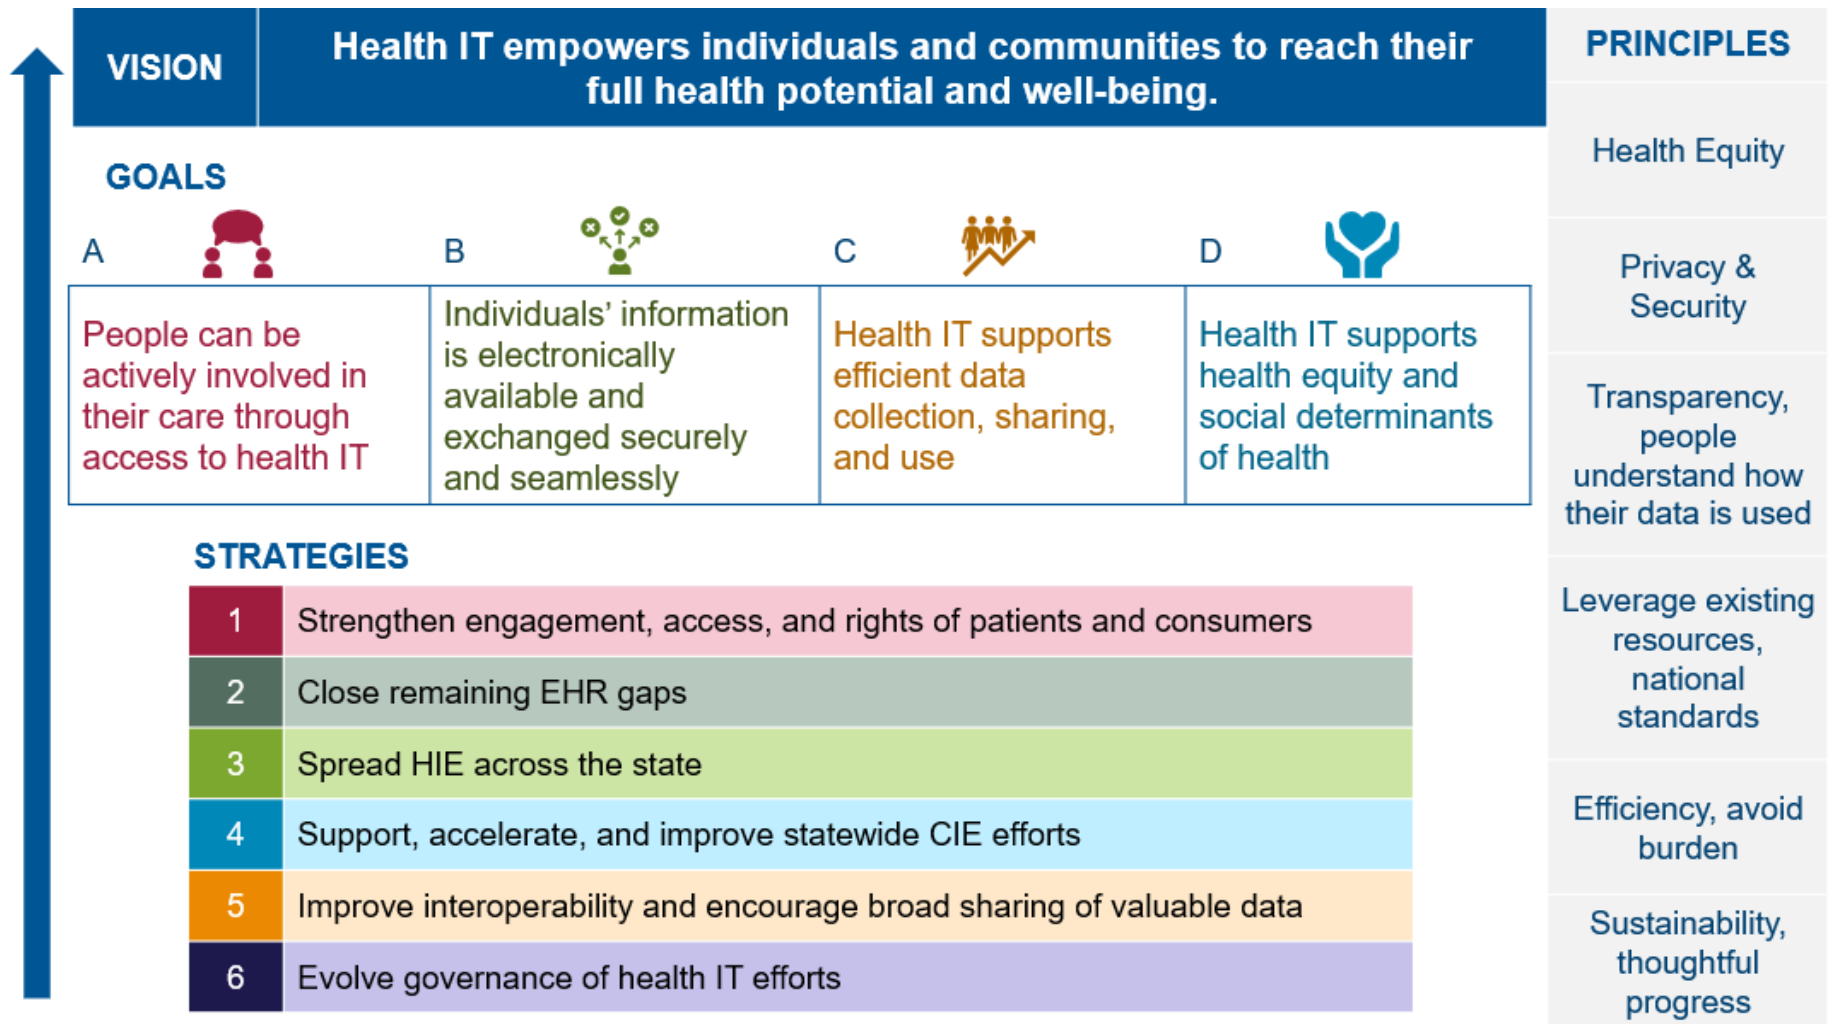 VISION
Health IT empowers individuals and communities to reach their
full health potential and well-being.
GOALS
A
People can be
actively involved in
their care through
access to health IT
B
Individuals’ information
is electronically
available and
exchanged securely
and seamlessly
C
Health IT supports
efficient data
collection, sharing,
and use
D
Health IT supports
health equity and
social determinants
of health
STRATEGIES
1 Strengthen engagement, access, and rights of patients and consumers
2 Close remaining EHR gaps
3 Spread HIE across the state
4 Support, accelerate, and improve statewide CIE efforts
5 Improve interoperability and encourage broad sharing of valuable data
6 Evolve governance of health IT efforts
PRINCIPLES
Health Equity
Privacy &
Security
Transparency,
people
understand how
their data is used
Leverage existing
resources,
national
standards
Efficiency, avoid
burden
Sustainability,
thoughtful
progress